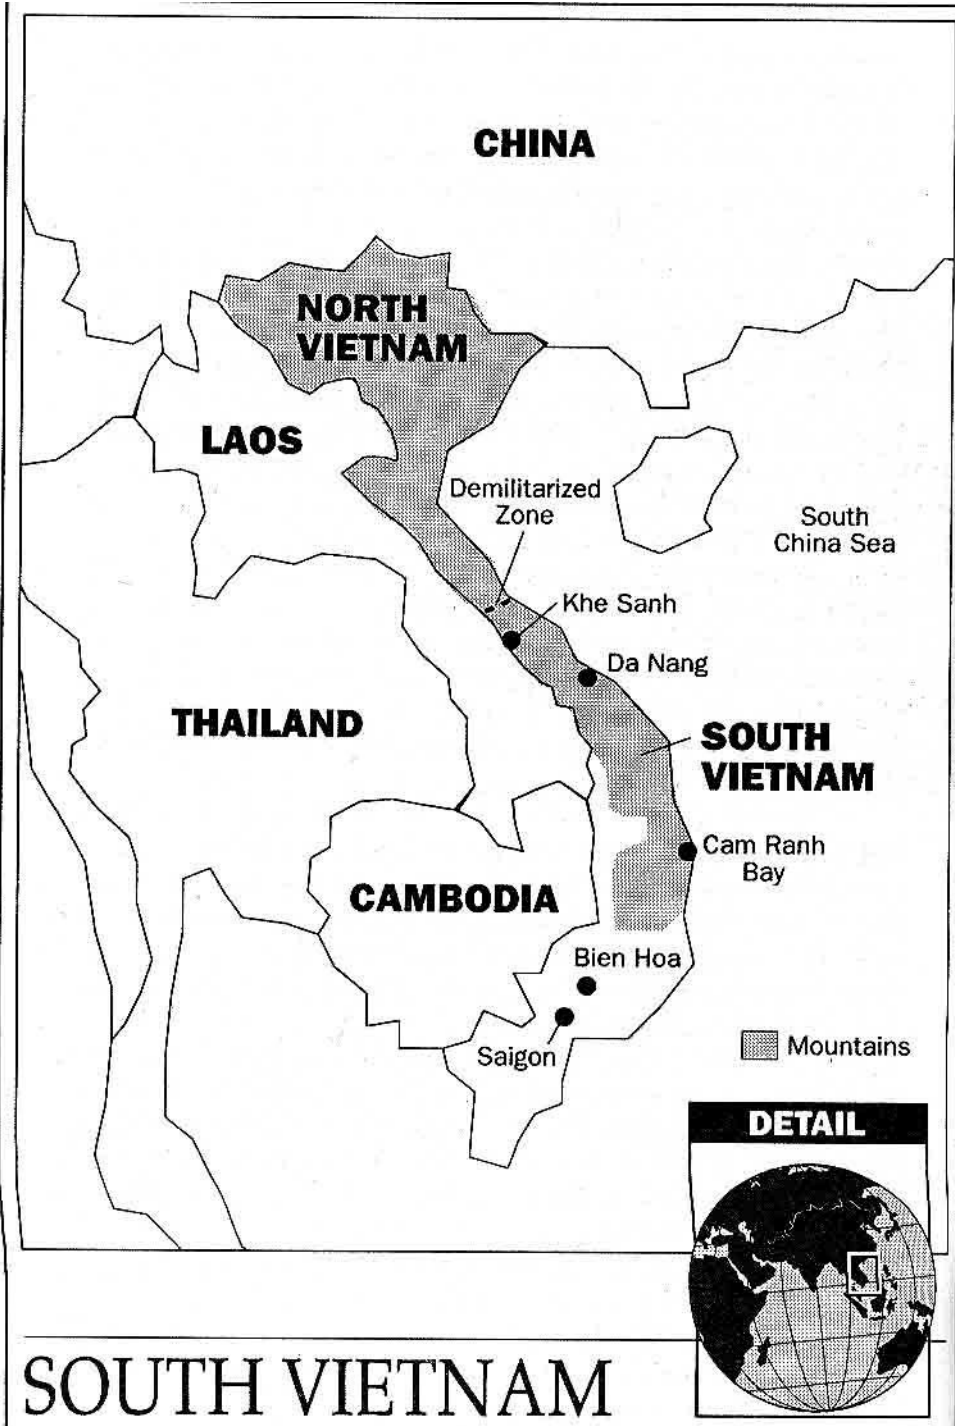 CHINA
NORTH
VIETNAM
LAOS
Demilitarized
Zone
South
China Sea
Khe Sanh
Da Nang
THAILAND
SOUTH
VIETNAM
Cam Ranh
Bay
CAMBODIA
Bien Hoa
Saigon
Mountains
DETAIL
SOUTH VIETNAM